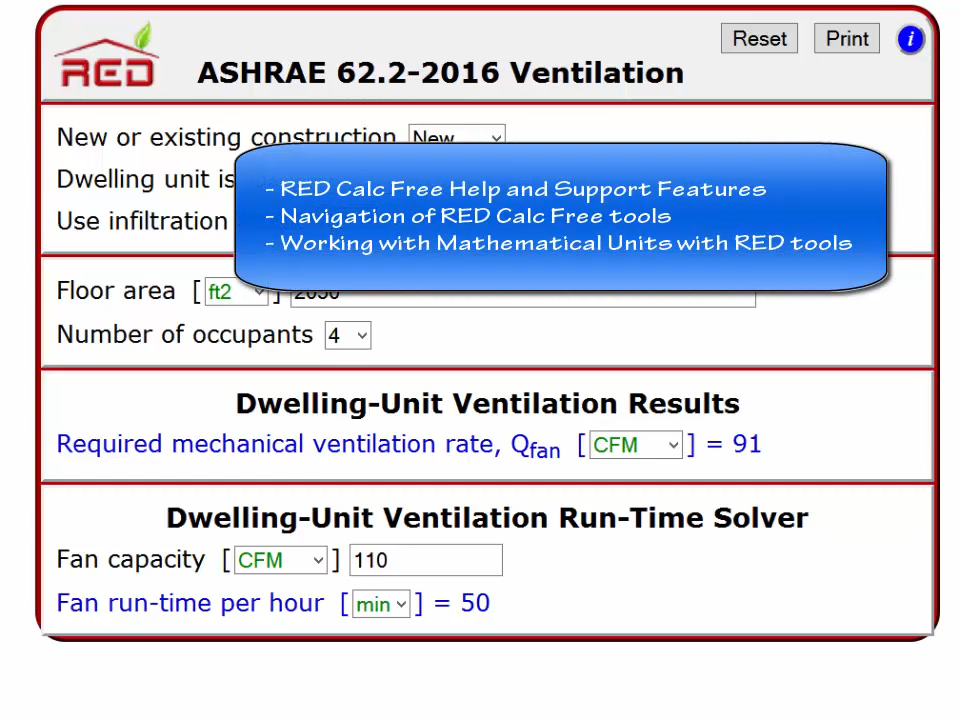 Reset Print i
RED
ASHRAE 62.2-2016 Ventilation
New or existing construction New
Dwelling unit is
Use infiltration
- RED Calc Free Help and Support Features
- Navigation of RED Calc Free tools
- Working with Mathematical Units with RED tools
Floor area [ft2] 2050
Number of occupants 4
Dwelling-Unit Ventilation Results
Required mechanical ventilation rate, Qfan [CFM] = 91
Dwelling-Unit Ventilation Run-Time Solver
Fan capacity [CFM] 110
Fan run-time per hour [min] = 50